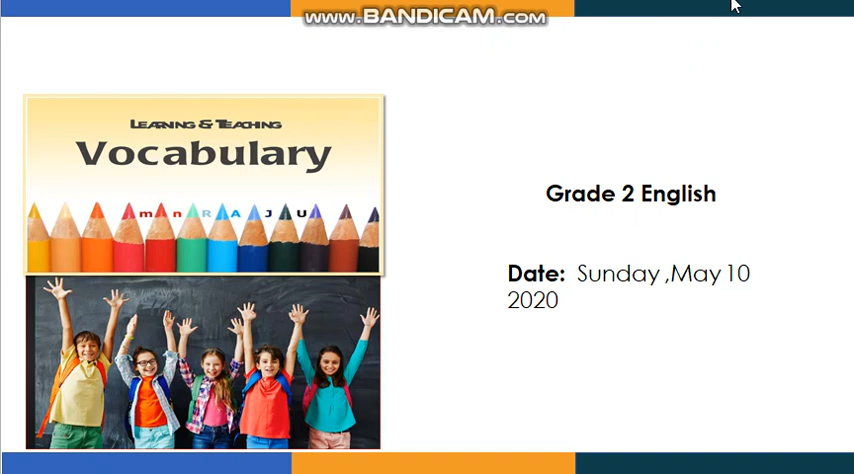 www.BANDICAM.com
LEARNING & TEACHING
Vocabulary
m n R A J U
Grade 2 English
Date: Sunday ,May 10
2020